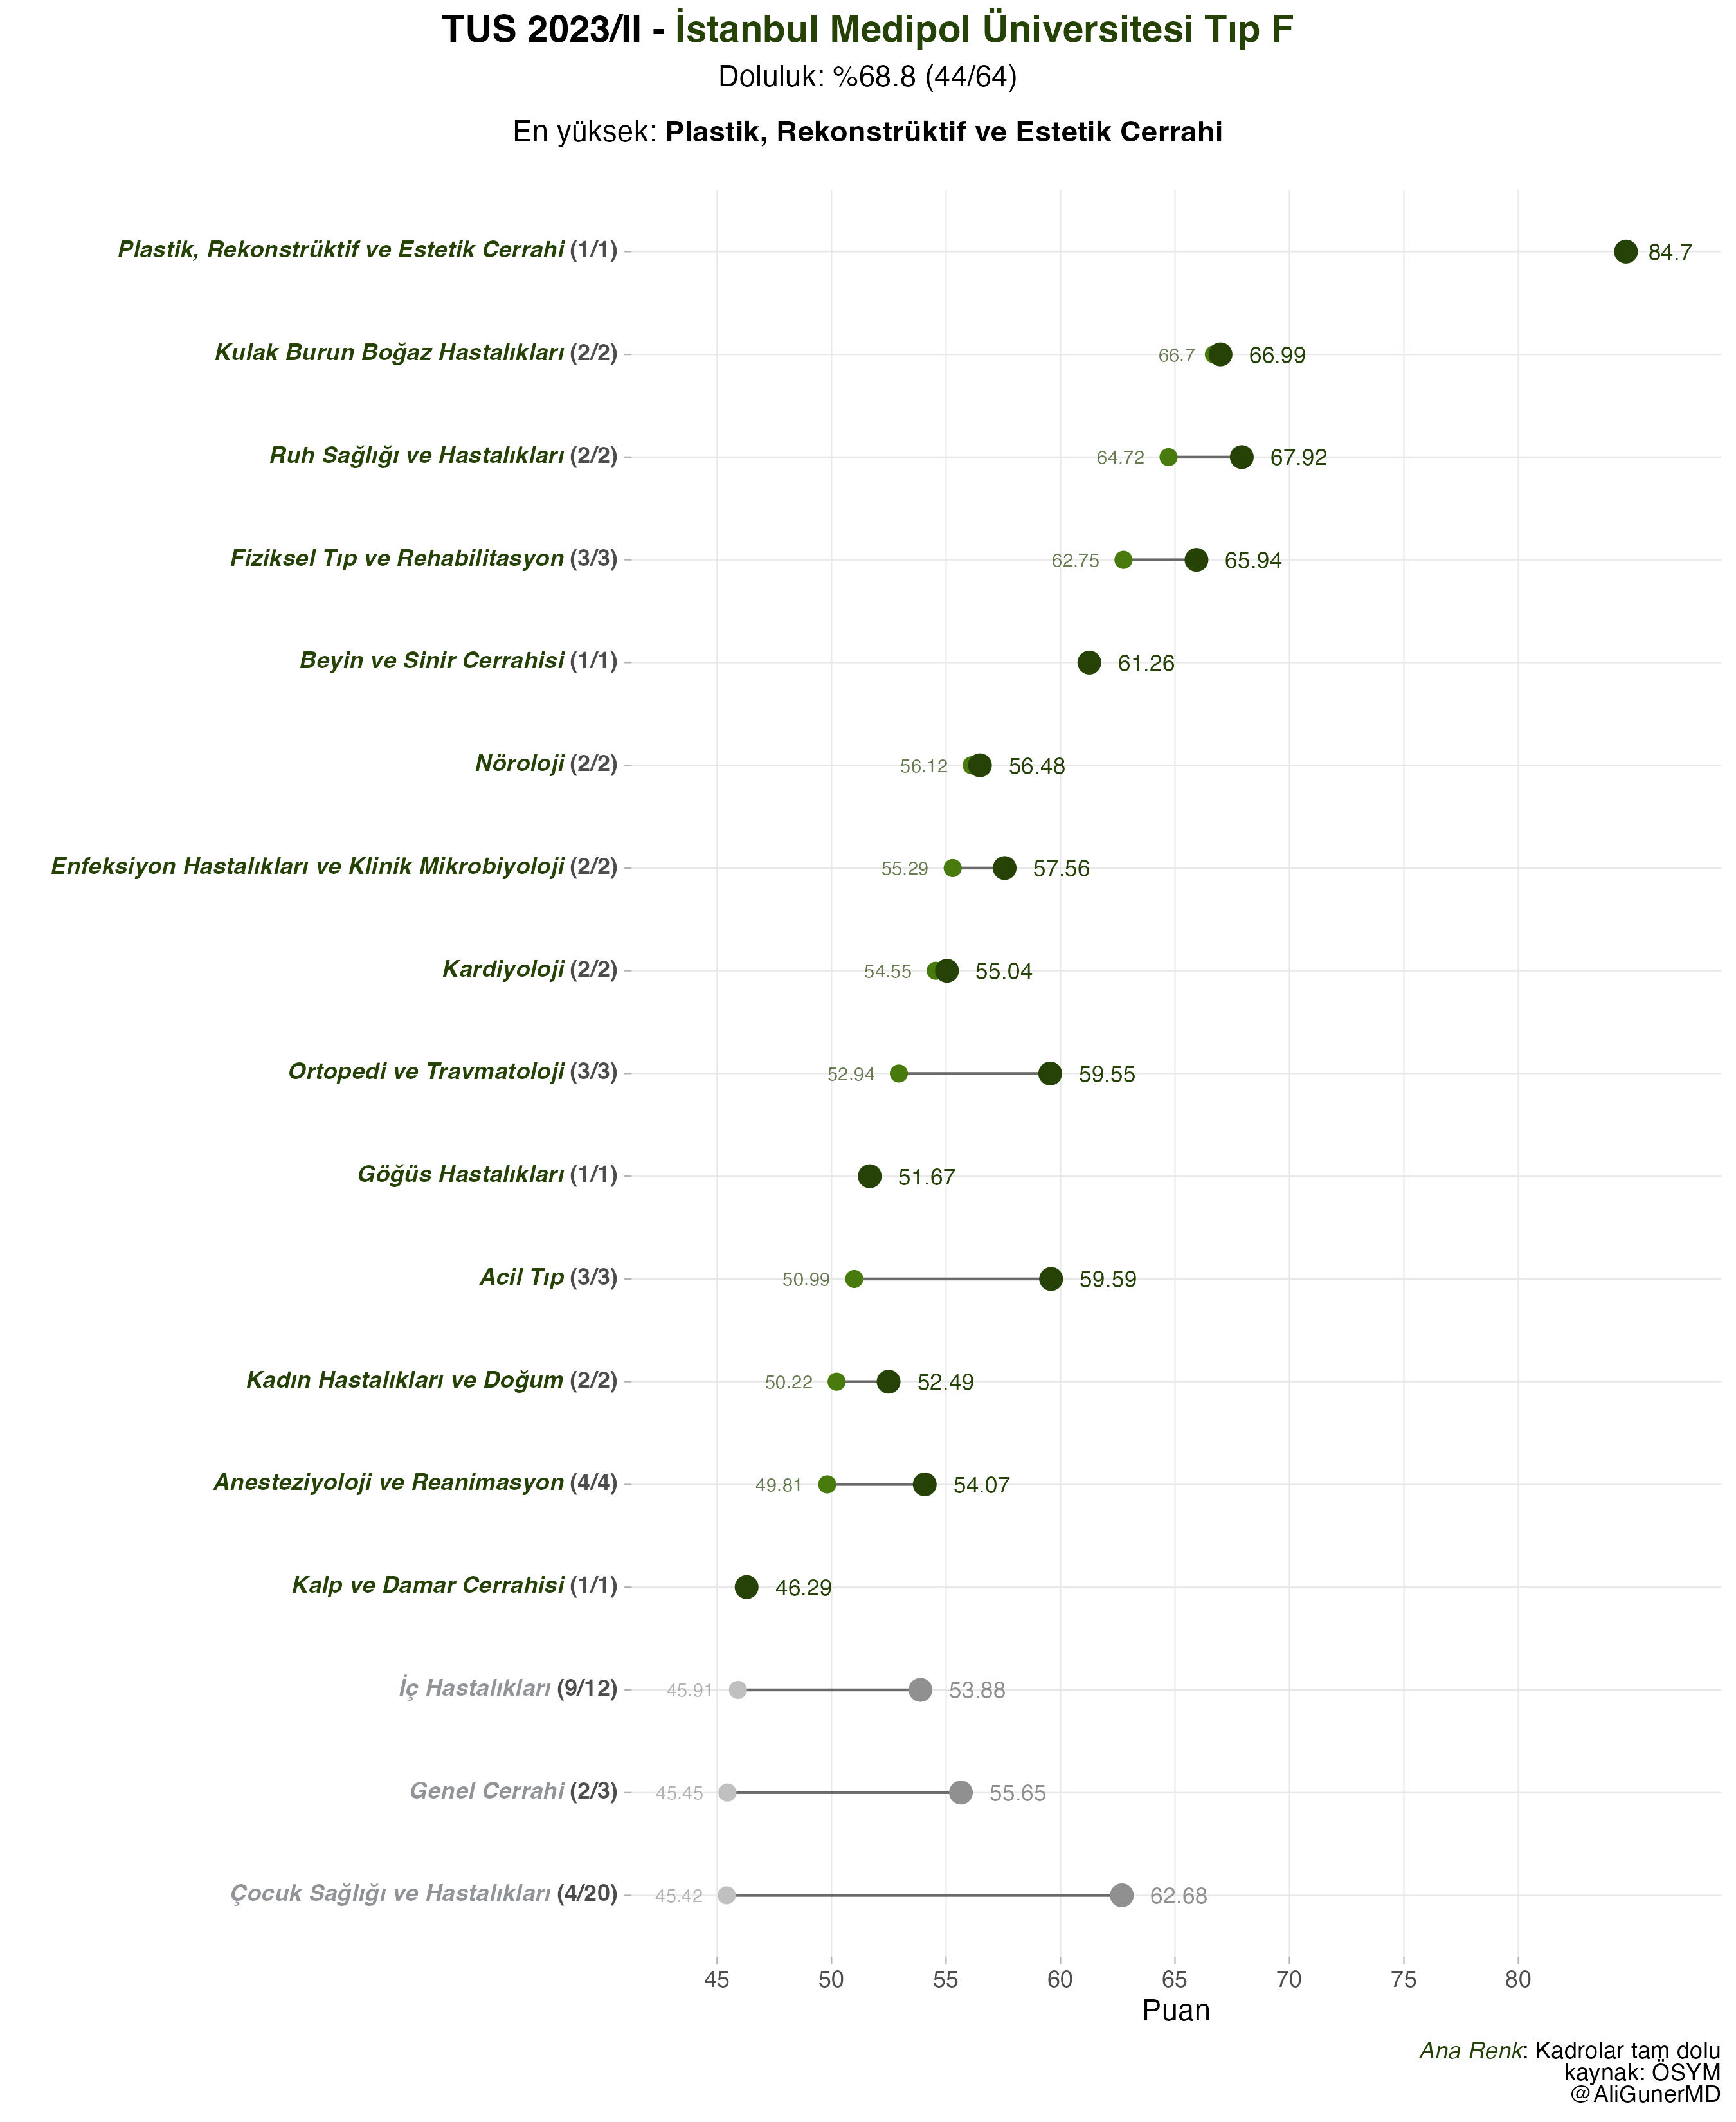 TUS 2023/II - İstanbul Medipol Üniversitesi Tıp F
Doluluk: %68.8 (44/64)
En yüksek: Plastik, Rekonstrüktif ve Estetik Cerrahi
Plastik, Rekonstrüktif ve Estetik Cerrahi (1/1) 84.7
Kulak Burun Boğaz Hastalıkları (2/2) 66.7 66.99
Ruh Sağlığı ve Hastalıkları (2/2) 64.72 67.92
Fiziksel Tıp ve Rehabilitasyon (3/3) 62.75 65.94
Beyin ve Sinir Cerrahisi (1/1) 61.26
Nöroloji (2/2) 56.12 56.48
Enfeksiyon Hastalıkları ve Klinik Mikrobiyoloji (2/2) 55.29 57.56
Kardiyoloji (2/2) 54.55 55.04
Ortopedi ve Travmatoloji (3/3) 52.94 59.55
Göğüs Hastalıkları (1/1) 51.67
Acil Tıp (3/3) 50.99 59.59
Kadın Hastalıkları ve Doğum (2/2) 50.22 52.49
Anesteziyoloji ve Reanimasyon (4/4) 49.81 54.07
Kalp ve Damar Cerrahisi (1/1) 46.29
İç Hastalıkları (9/12) 45.91 53.88
Genel Cerrahi (2/3) 45.45 55.65
Çocuk Sağlığı ve Hastalıkları (4/20) 45.42 62.68
45 50 55 60 65 70 75 80
Puan
Ana Renk: Kadrolar tam dolu
kaynak: ÖSYM
@AliGunerMD